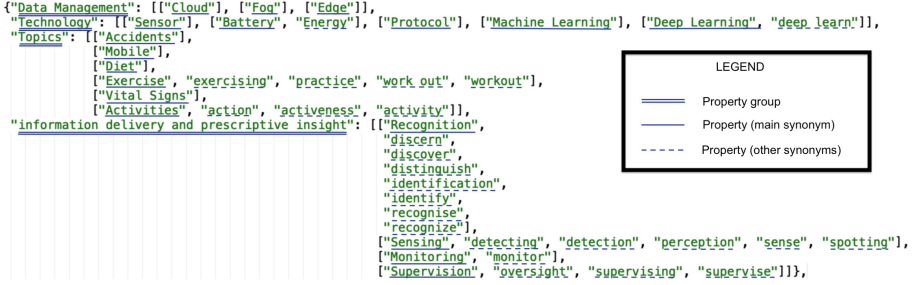 {"Data Management": [["Cloud"], ["Fog"], ["Edge"]],
"Technology": [["Sensor"], ["Battery", "Energy"], ["Protocol"], ["Machine Learning"], ["Deep Learning", "deep learn"]],
"Topics": [["Accidents"],
["Mobile"],
["Diet"],
["Exercise", "exercising", "practice", "work out", "workout"],
["Vital Signs"],
["Activities", "action", "activeness", "activity"]],
"information delivery and prescriptive insight": [["Recognition",
"discern",
"discover",
"distinguish",
"identification",
"identify",
"recognise",
"recognize"],
["Sensing", "detecting", "detection", "perception", "sense", "spotting"],
["Monitoring", "monitor"],
["Supervision", "oversight", "supervising", "supervise"]]},
LEGEND
Property group
Property (main synonym)
Property (other synonyms)